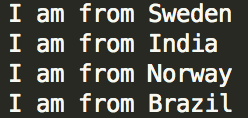 I am from Sweden
I am from India
I am from Norway
I am from Brazil